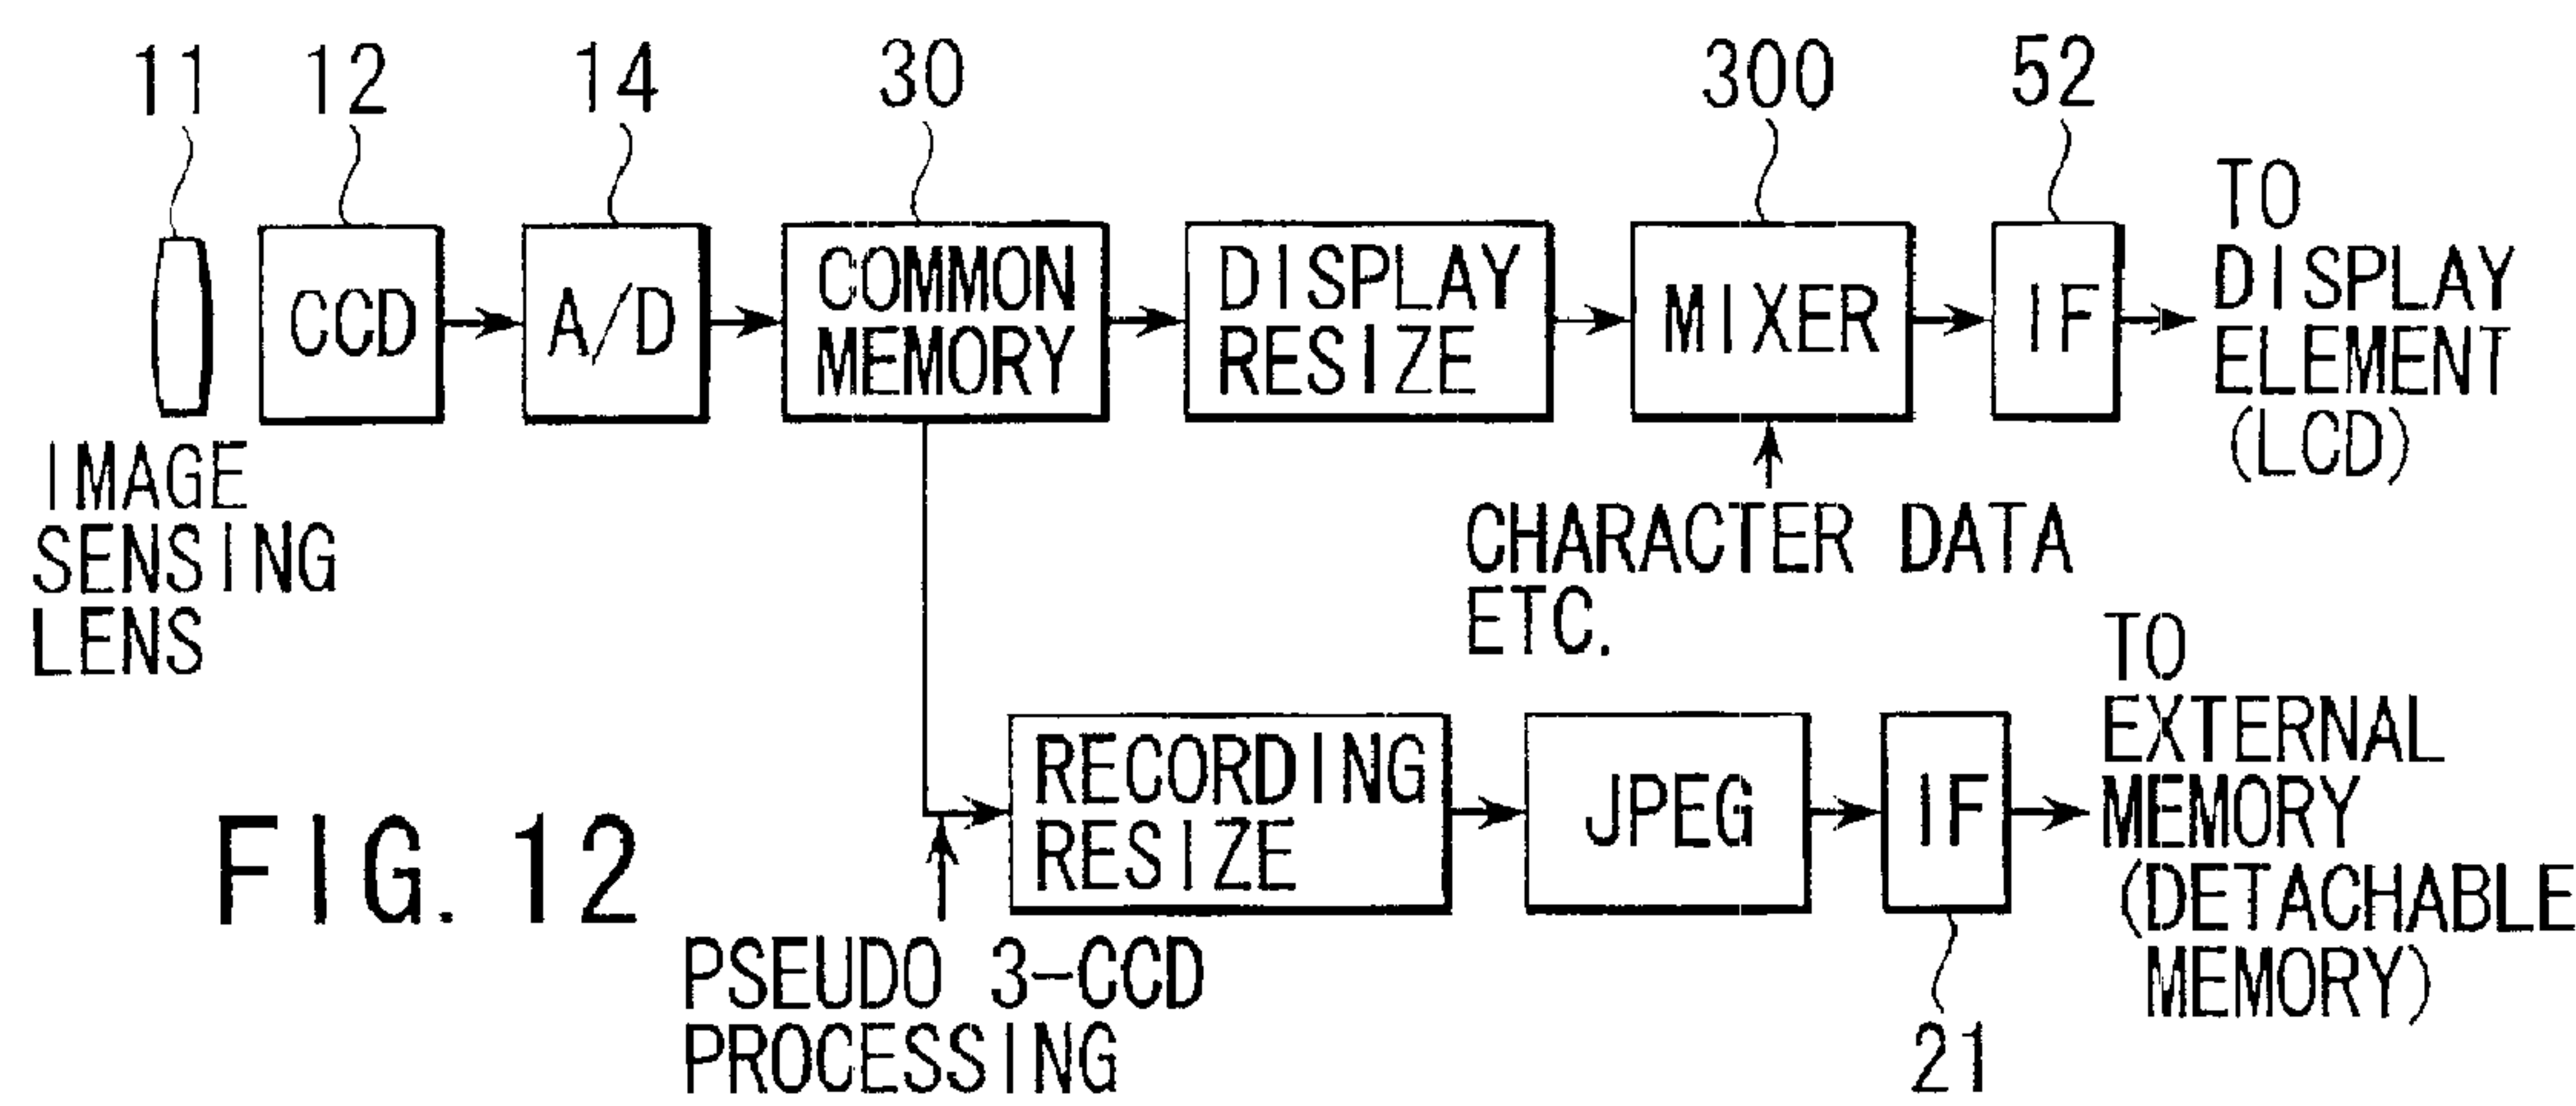 11
12
14
30
300
52
CCD
A/D
COMMON
MEMORY
DISPLAY
RESIZE
MIXER
IF
TO
DISPLAY
ELEMENT
(LCD)
IMAGE
SENSING
LENS
CHARACTER DATA
ETC.
RECORDING
RESIZE
JPEG
IF
TO
EXTERNAL
MEMORY
(DETACHABLE
MEMORY)
PSEUDO 3-CCD
PROCESSING
21
FIG. 12